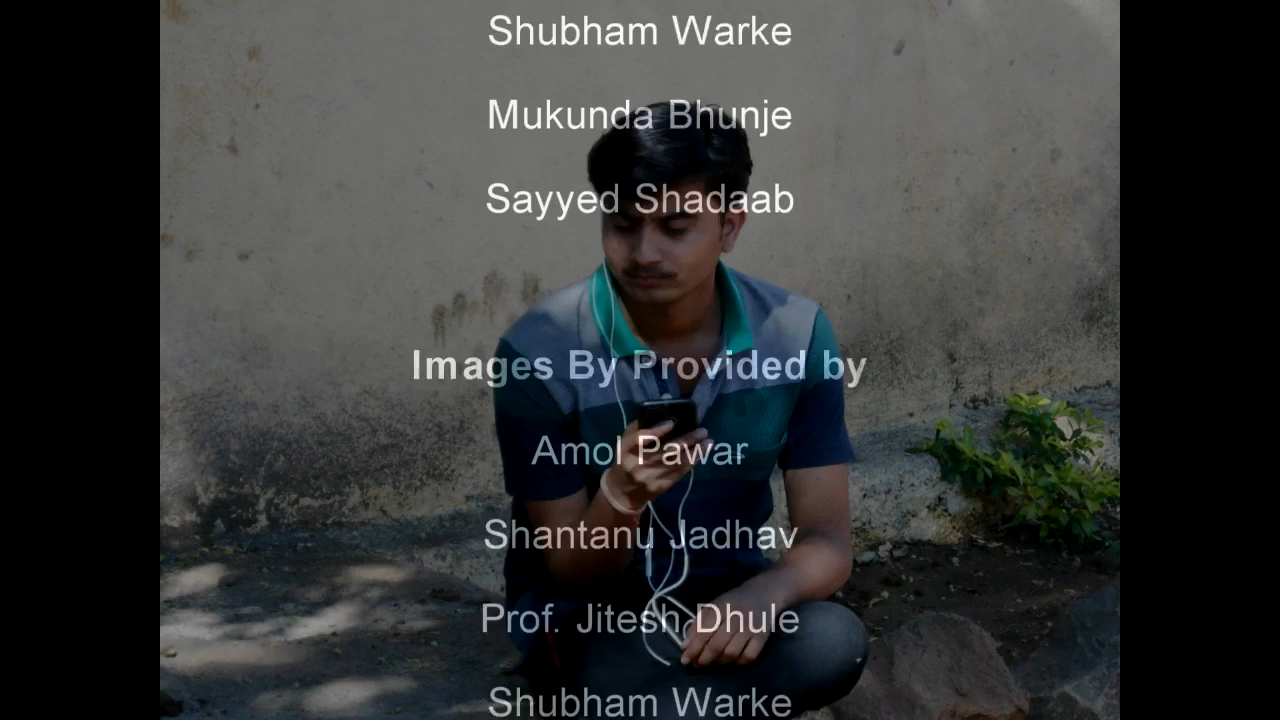 Shubham Warke
Mukunda Bhunje
Sayyed Shadaab
Images By Provided by
Amol Pawar
Shantanu Jadhav
Prof. Jitesh Dhule
Shubham Warke